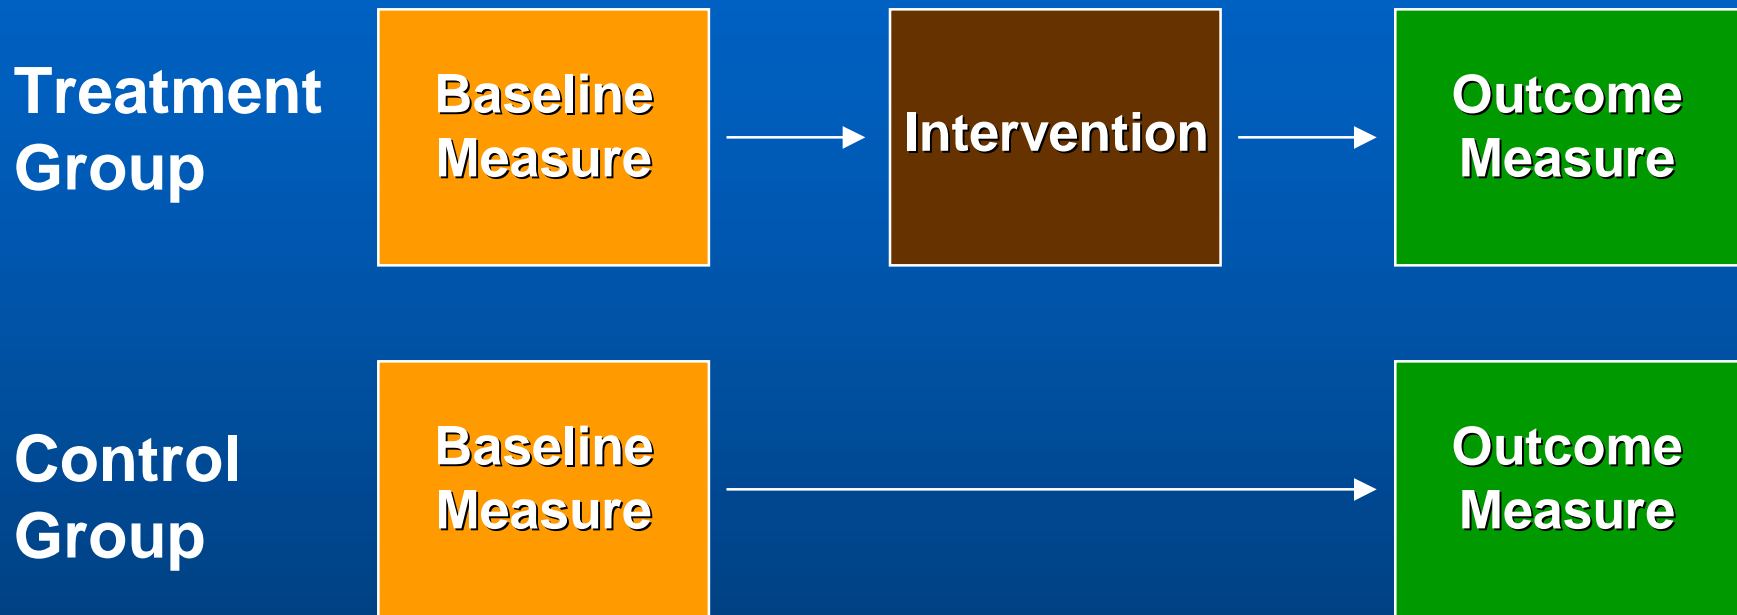 Treatment
Group
Baseline
Measure
Intervention
Outcome
Measure
Control
Group
Baseline
Measure
Outcome
Measure